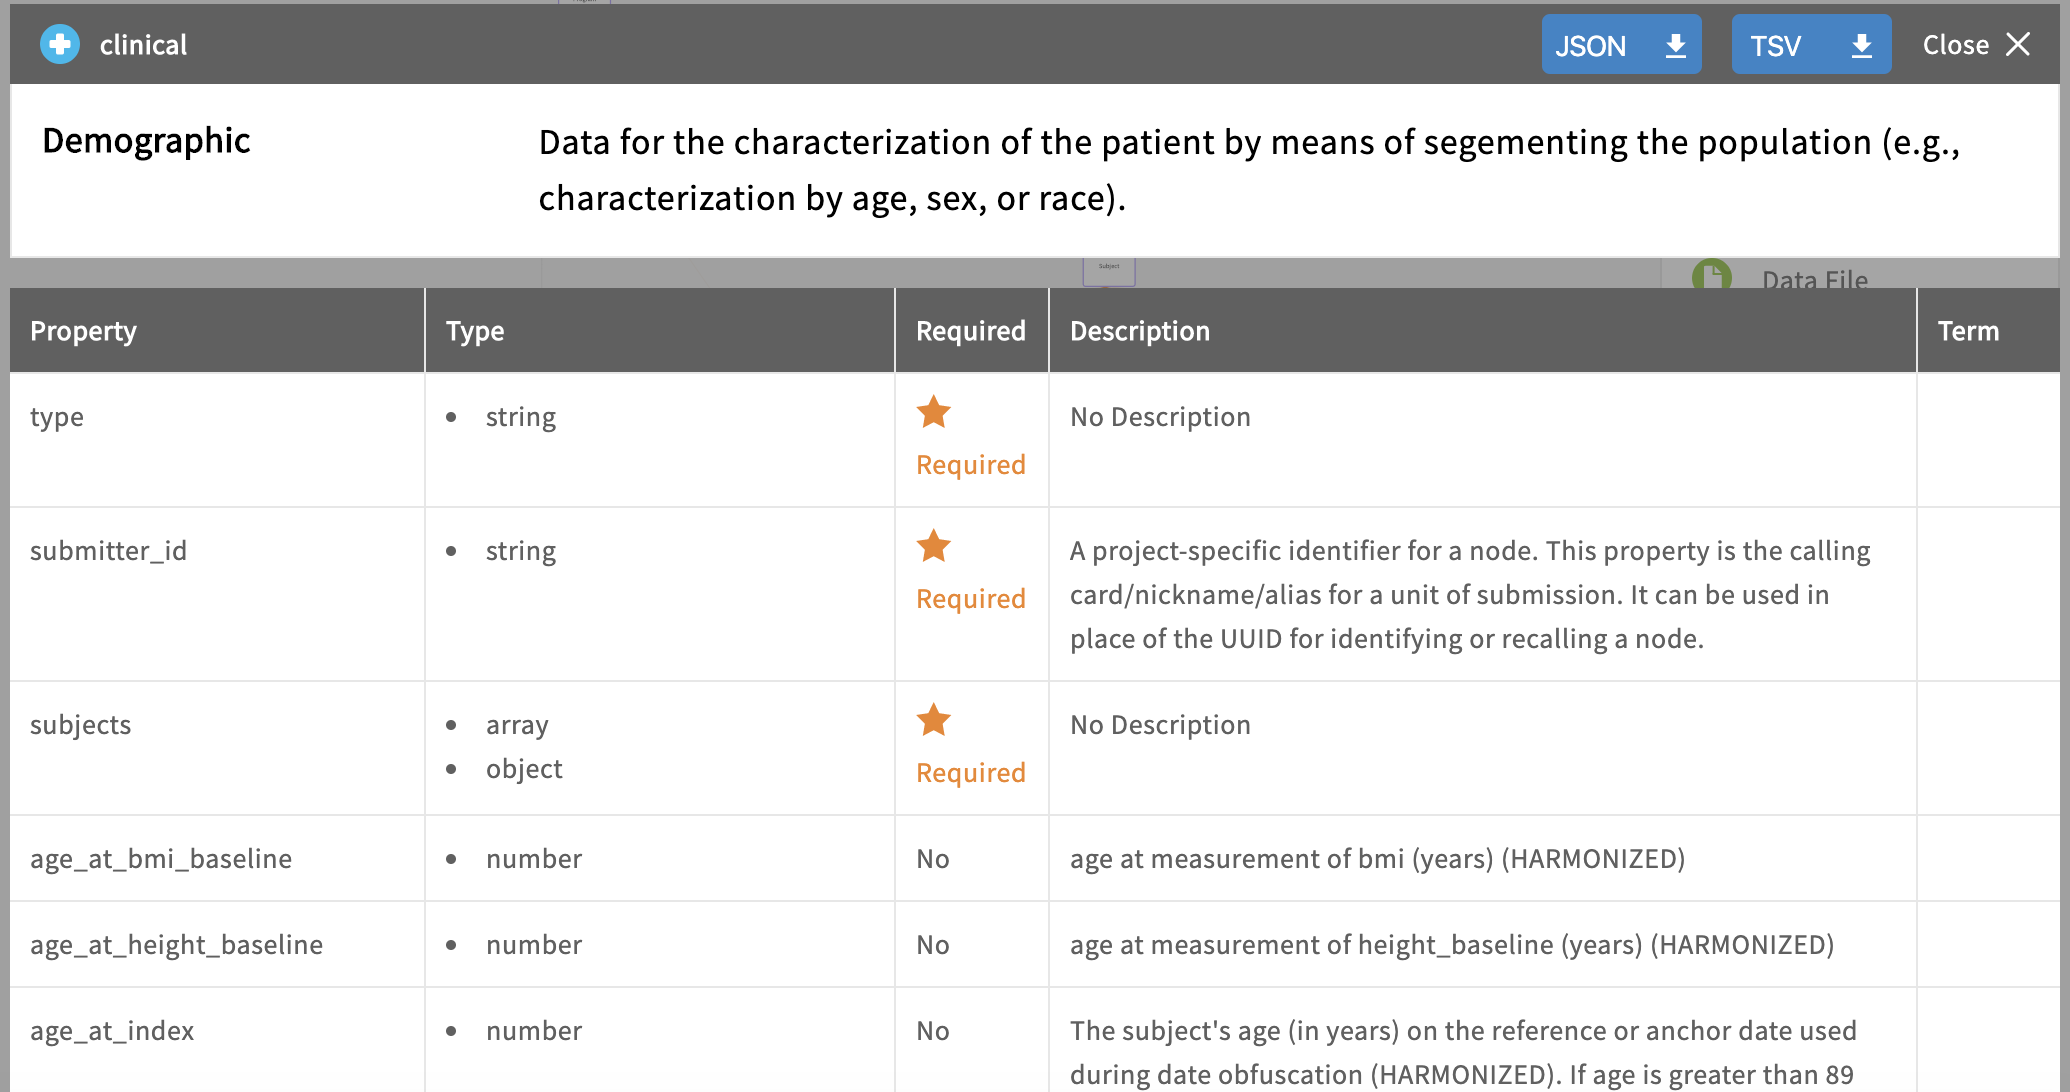 clinical
JSON
TSV
Close
Demographic
Data for the characterization of the patient by means of segementing the population (e.g.,
characterization by age, sex, or race).
Subject
Data File
Property
Type
Required
Description
Term
type
string
Required
No Description
submitter_id
string
Required
A project-specific identifier for a node. This property is the calling
card/nickname/alias for a unit of submission. It can be used in
place of the UUID for identifying or recalling a node.
subjects
array
object
Required
No Description
age_at_bmi_baseline
number
No
age at measurement of bmi (years) (HARMONIZED)
age_at_height_baseline
number
No
age at measurement of height_baseline (years) (HARMONIZED)
age_at_index
number
No
The subject's age (in years) on the reference or anchor date used
during date obfuscation (HARMONIZED). If age is greater than 89